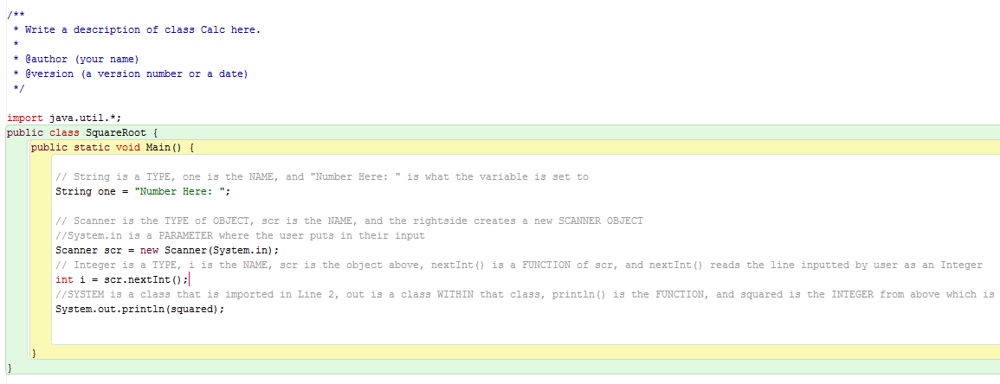 /**
 * Write a description of class Calc here.
 *
 * @author (your name)
 * @version (a version number or a date)
 */
import java.util.*;
public class SquareRoot {
public static void Main() {
// String is a TYPE, one is the NAME, and "Number Here: " is what the variable is set to
String one = "Number Here: ";
// Scanner is the TYPE of OBJECT, scr is the NAME, and the rightside creates a new SCANNER OBJECT
//System.in is a PARAMETER where the user puts in their input
Scanner scr = new Scanner(System.in);
// Integer is a TYPE, i is the NAME, scr is the object above, nextInt() is a FUNCTION of scr, and nextInt() reads the line inputted by user as an Integer
int i = scr.nextInt();
//SYSTEM is a class that is imported in Line 2, out is a class WITHIN that class, println() is the FUNCTION, and squared is the INTEGER from above which is
System.out.println(squared);
}
}